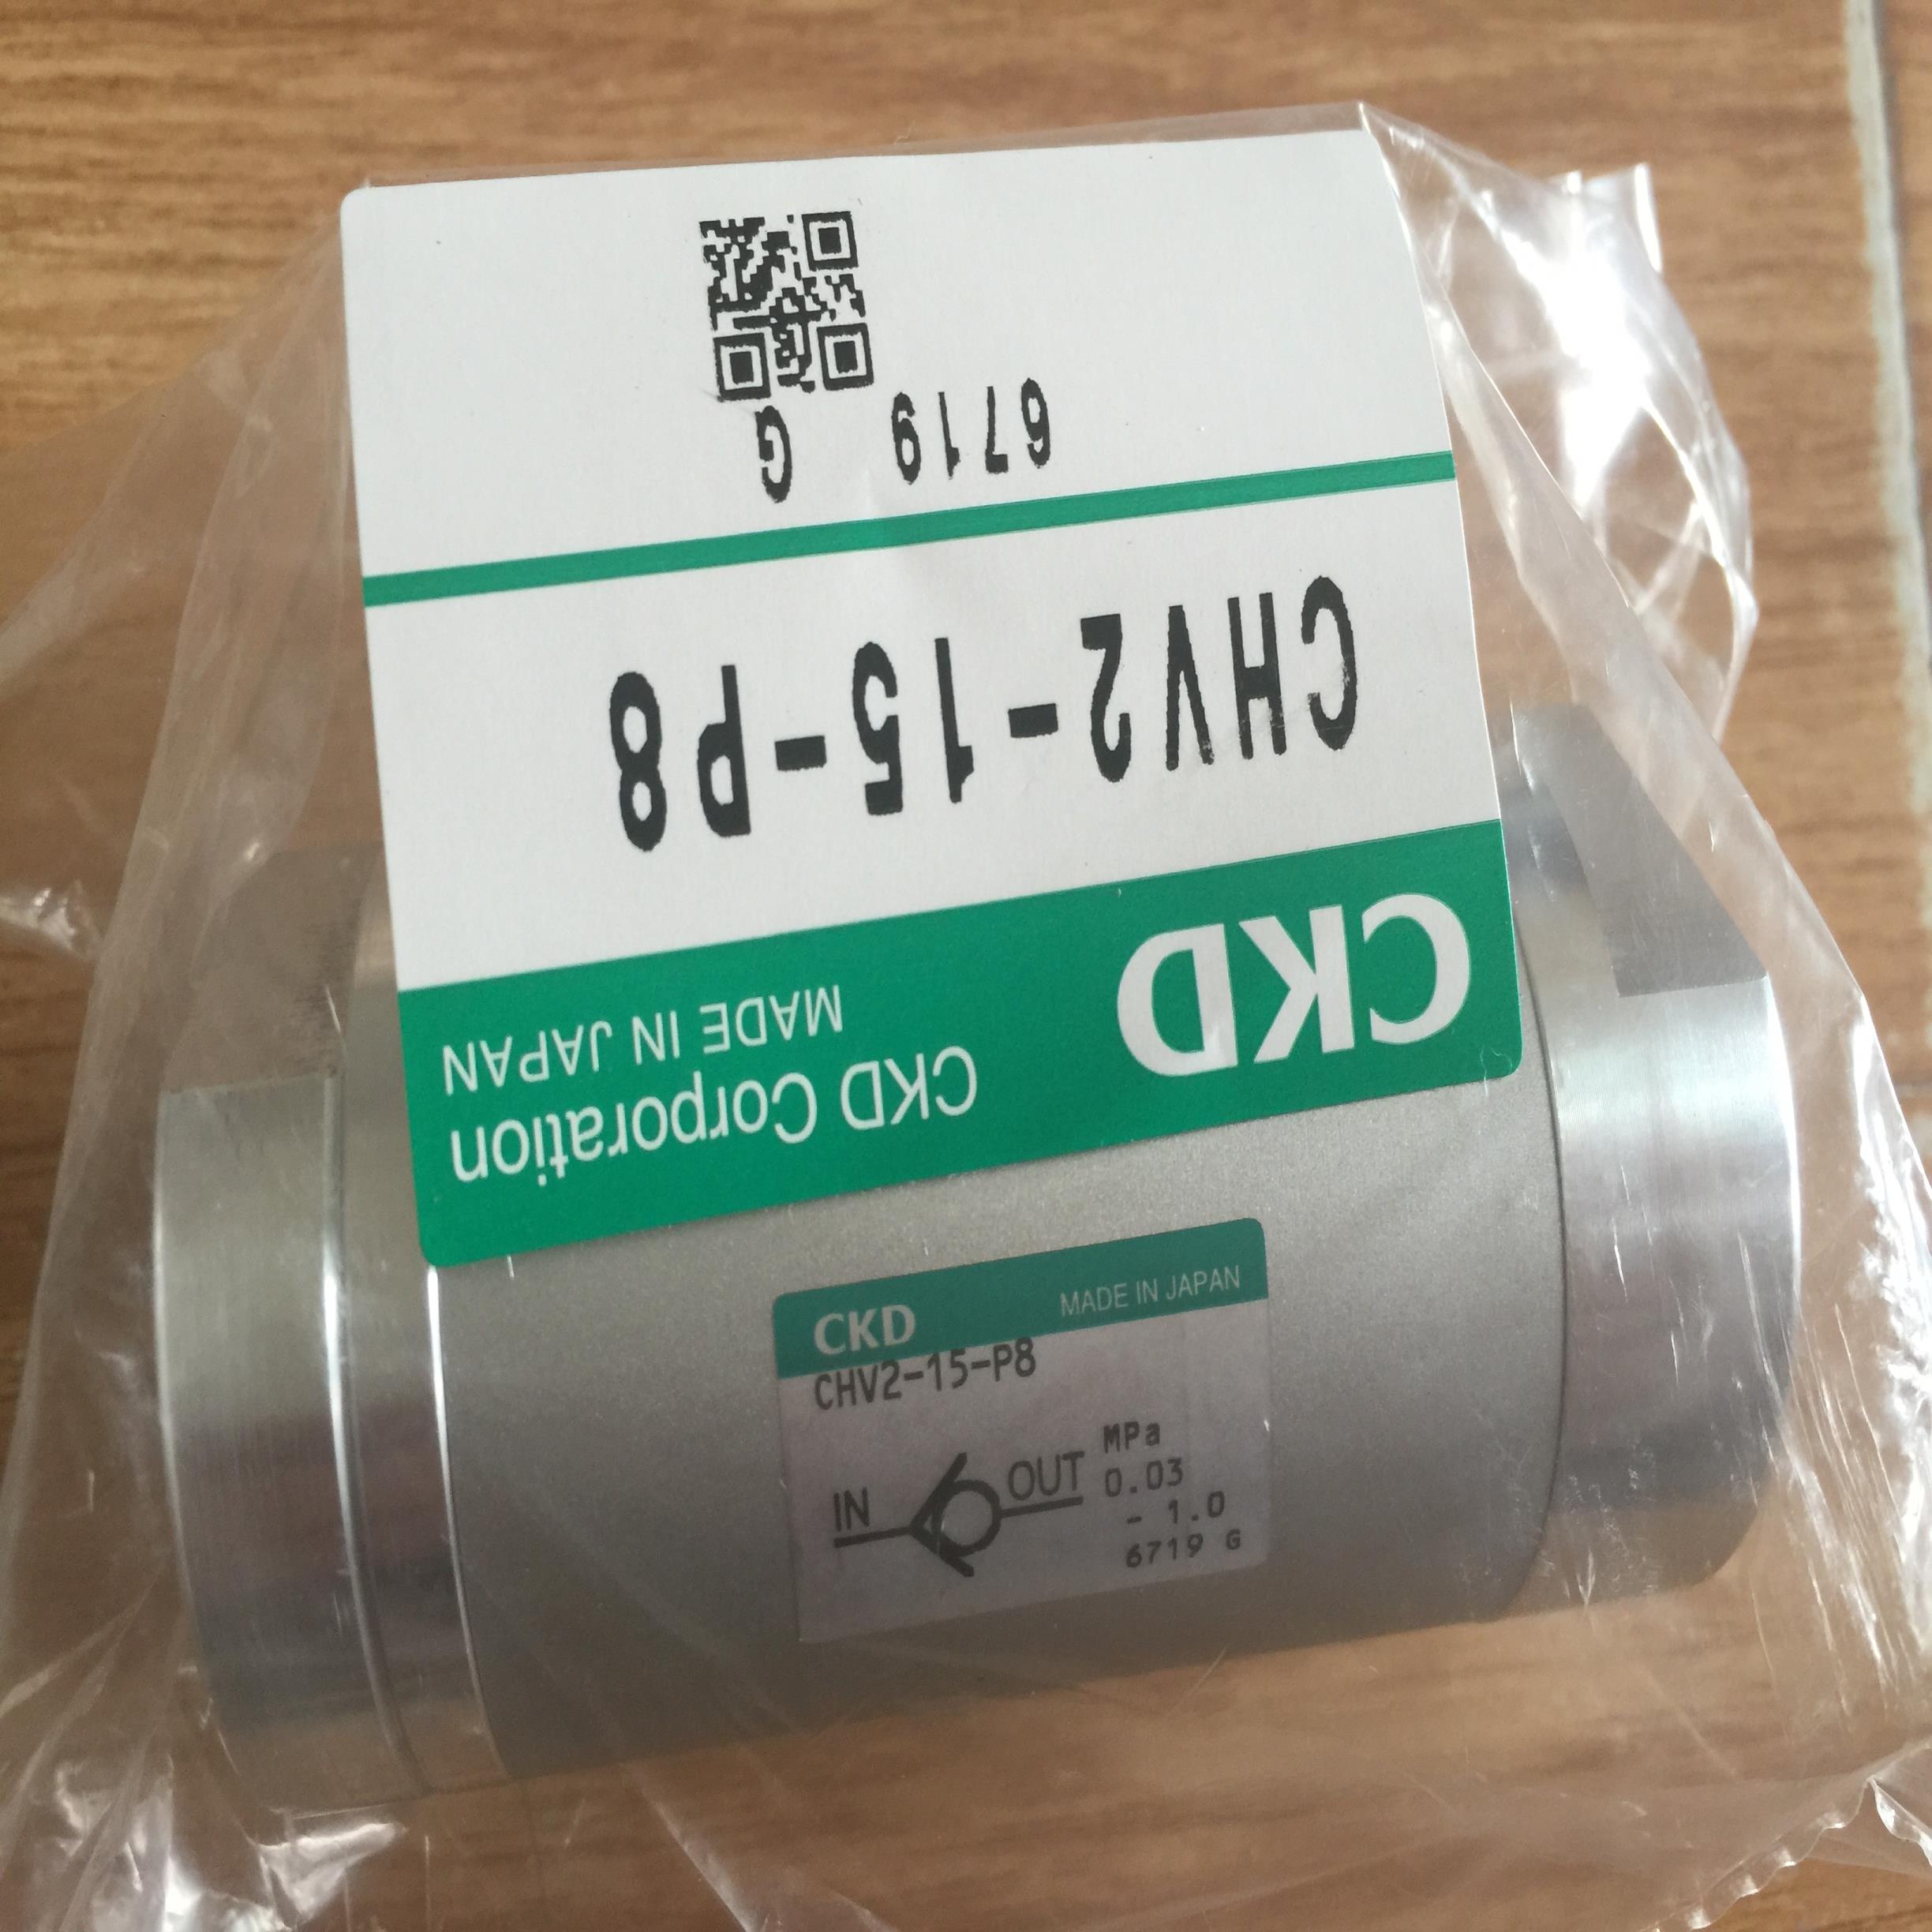 CKD
CKD Corporation
MADE IN JAPAN
CHV2-15-P8
6719 G
CKD MADE IN JAPAN
CHV2-15-P8
IN OUT
MPa
0.03
- 1.0
6719 G